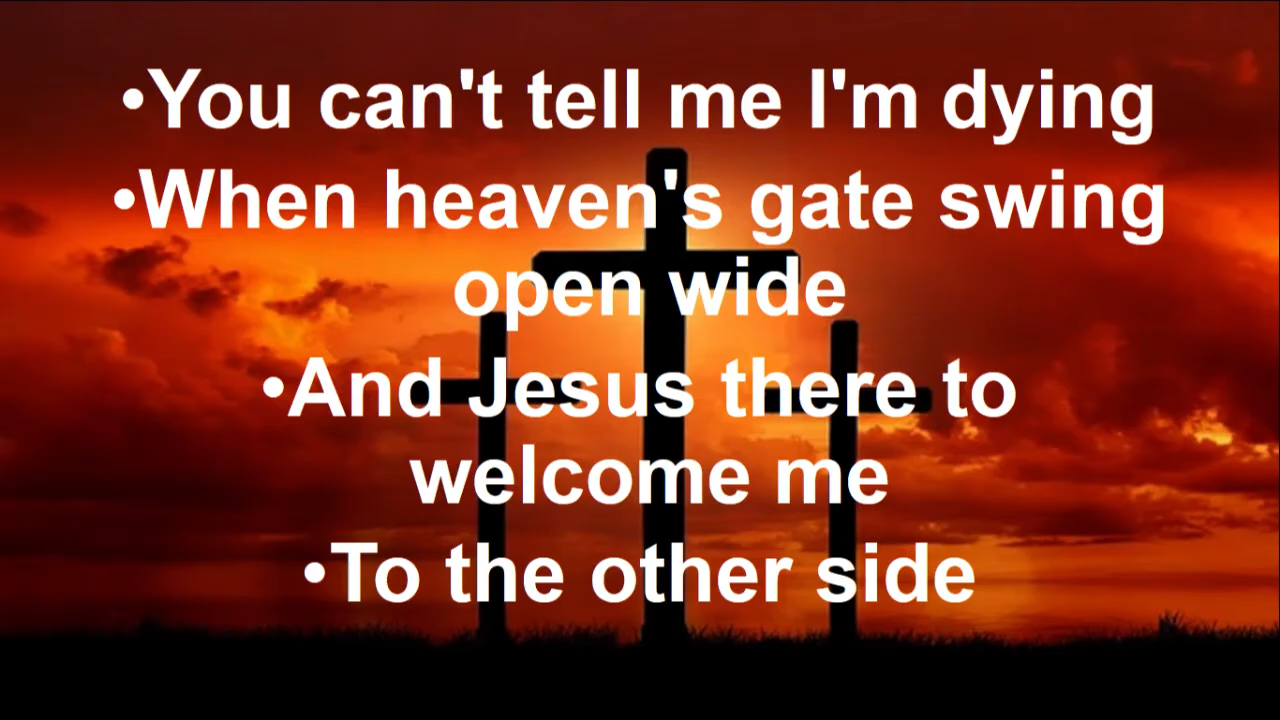 •You can't tell me I'm dying
•When heaven's gate swing
open wide
•And Jesus there to
welcome me
•To the other side